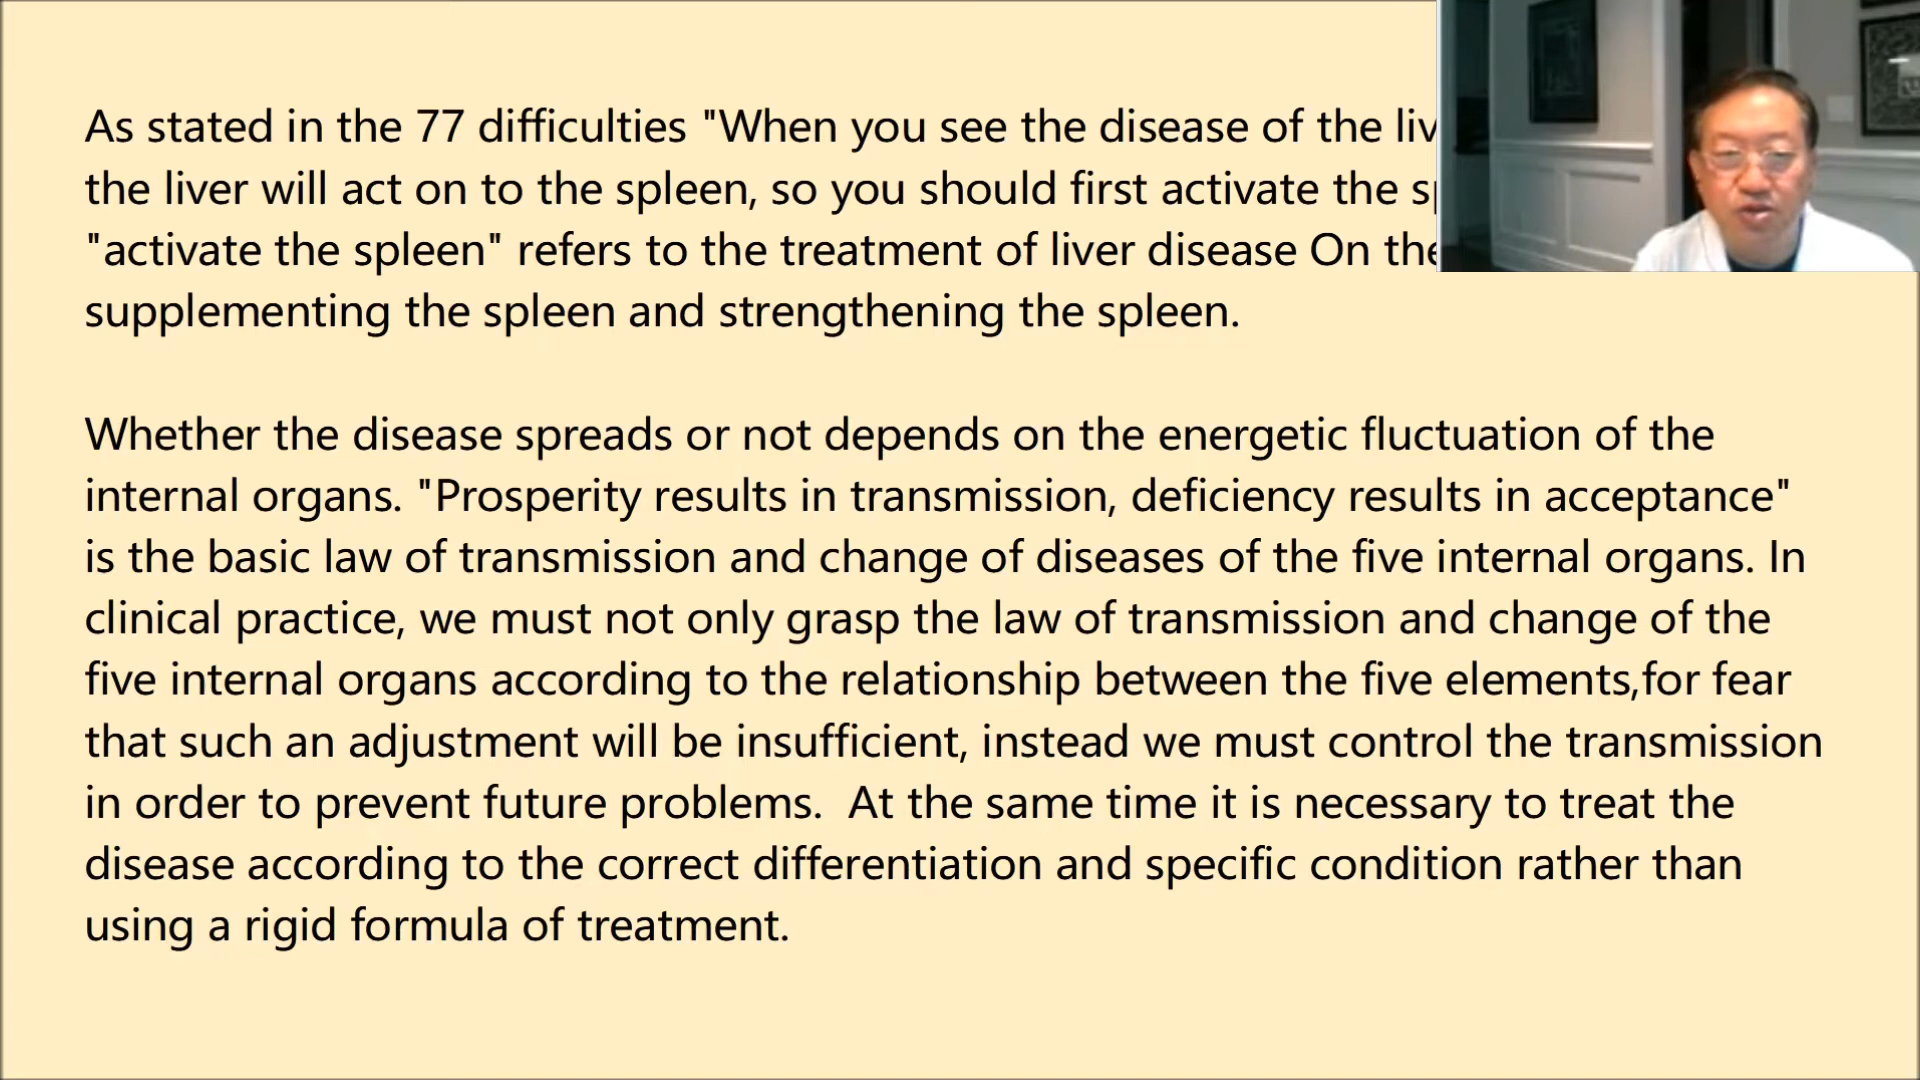 As stated in the 77 difficulties "When you see the disease of the
the liver will act on to the spleen, so you should first activate the
"activate the spleen" refers to the treatment of liver disease On the
supplementing the spleen and strengthening the spleen.
Whether the disease spreads or not depends on the energetic fluctuation of the
internal organs. "Prosperity results in transmission, deficiency results in acceptance"
is the basic law of transmission and change of diseases of the five internal organs. In
clinical practice, we must not only grasp the law of transmission and change of the
five internal organs according to the relationship between the five elements,for fear
that such an adjustment will be insufficient, instead we must control the transmission
in order to prevent future problems.  At the same time it is necessary to treat the
disease according to the correct differentiation and specific condition rather than
using a rigid formula of treatment.